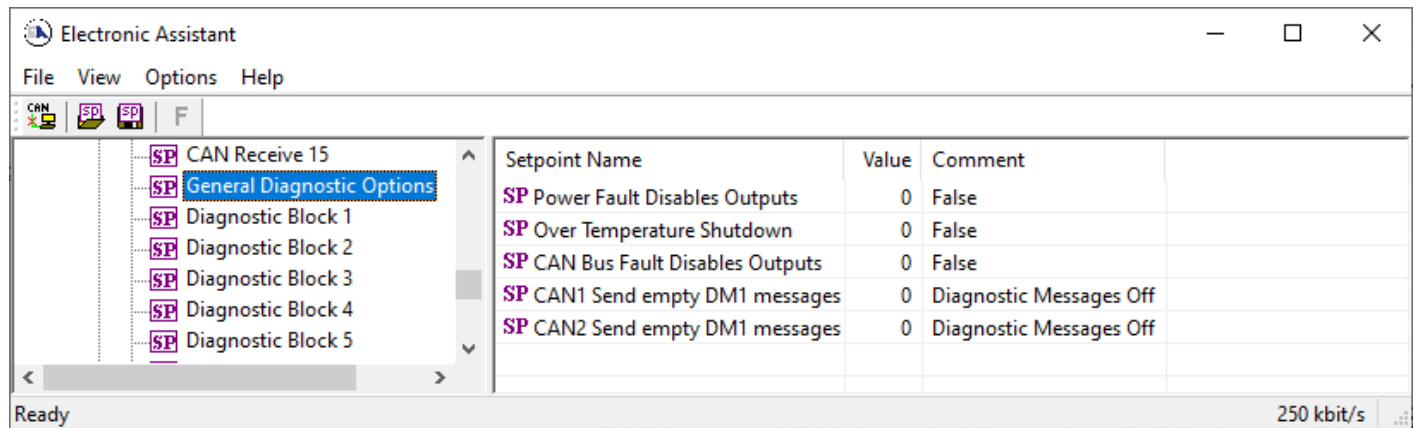 Electronic Assistant
File View Options Help
CAN SP SP F
SP CAN Receive 15
SP General Diagnostic Options
SP Diagnostic Block 1
SP Diagnostic Block 2
SP Diagnostic Block 3
SP Diagnostic Block 4
SP Diagnostic Block 5
Setpoint Name Value Comment
SP Power Fault Disables Outputs 0 False
SP Over Temperature Shutdown 0 False
SP CAN Bus Fault Disables Outputs 0 False
SP CAN1 Send empty DM1 messages 0 Diagnostic Messages Off
SP CAN2 Send empty DM1 messages 0 Diagnostic Messages Off
Ready 250 kbit/s